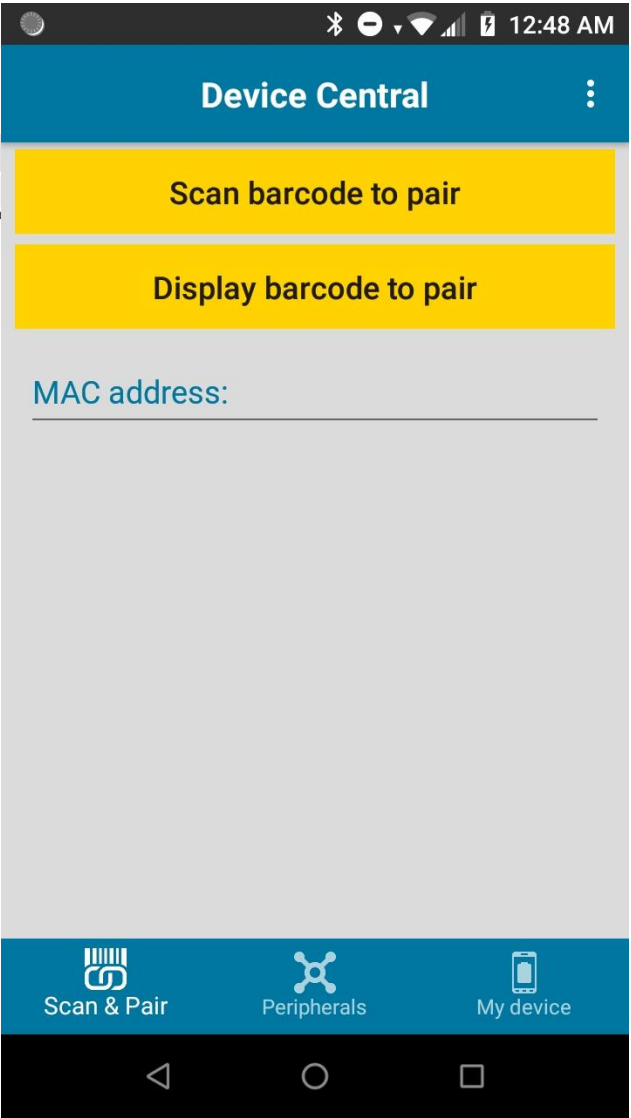 12:48 AM
Device Central
Scan barcode to pair
Display barcode to pair
MAC address:
Scan & Pair
Peripherals
My device